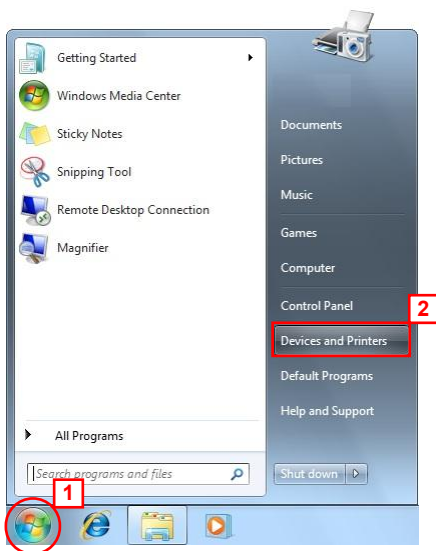 Getting Started
Windows Media Center
Sticky Notes
Snipping Tool
Remote Desktop Connection
Magnifier
All Programs
Search programs and files
Documents
Pictures
Music
Games
Computer
Control Panel
2
Devices and Printers
Default Programs
Help and Support
Shut down
1